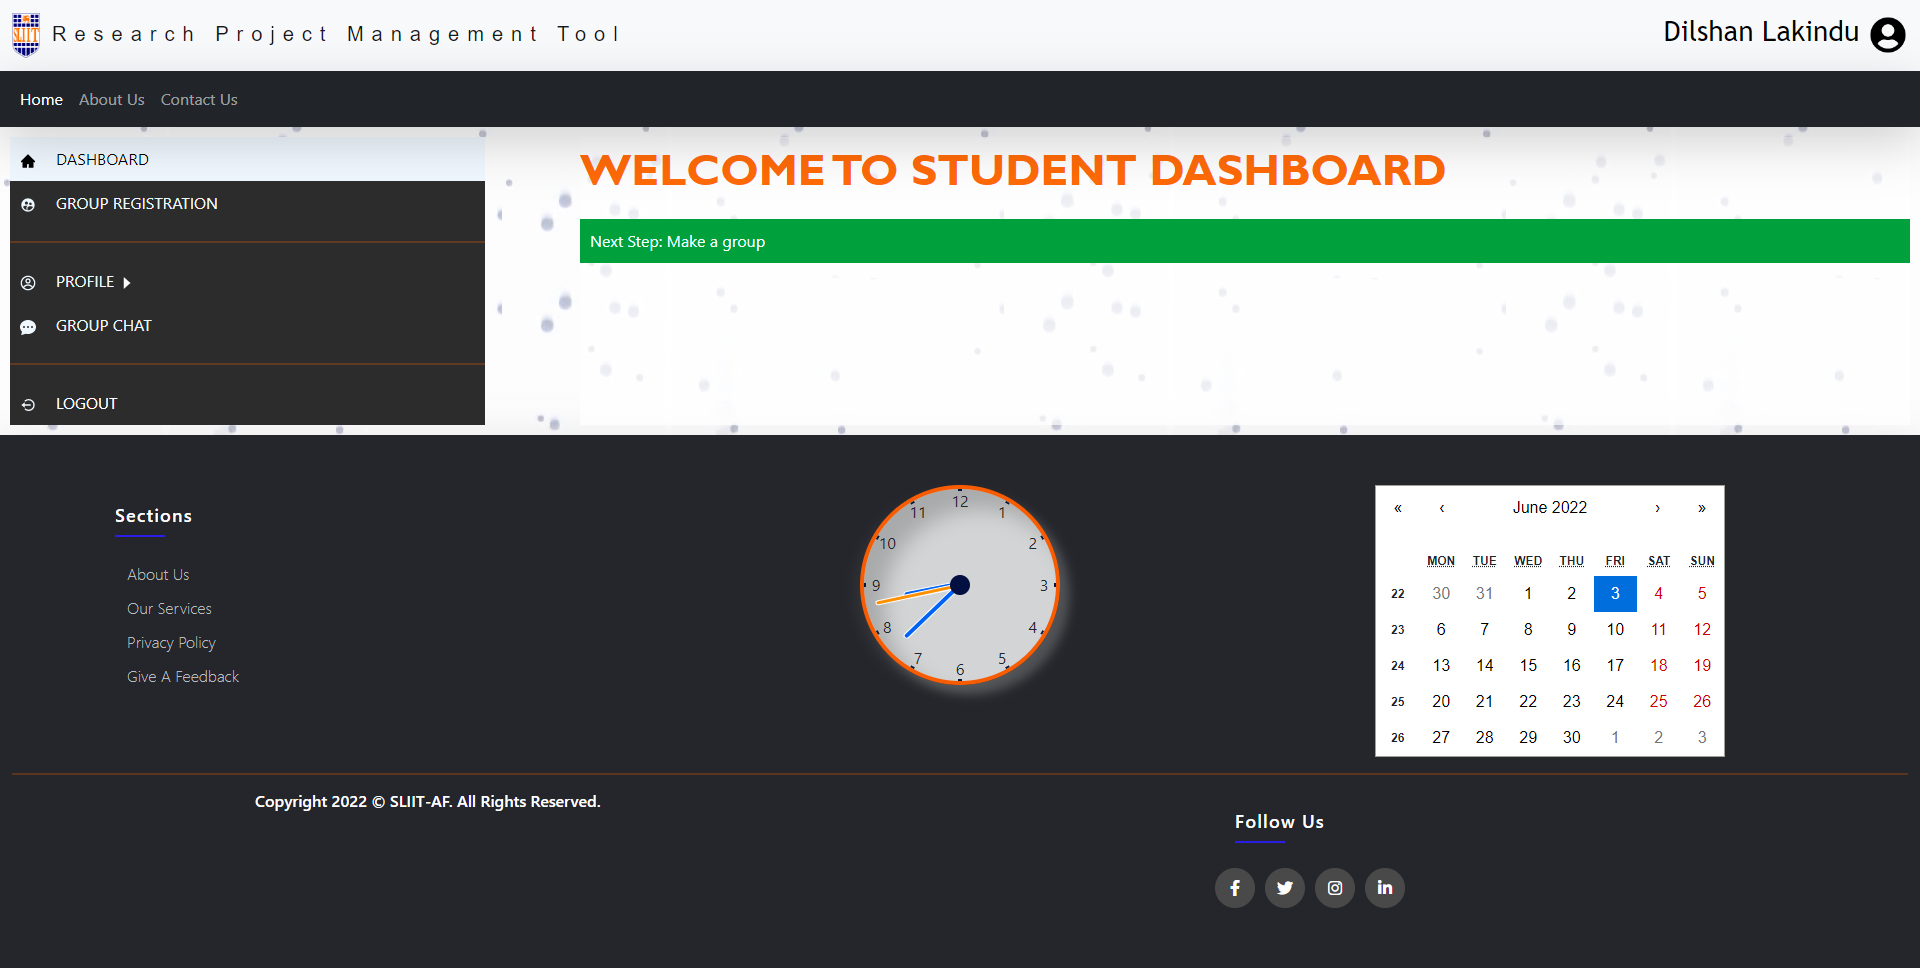 SLIIT
Research Project Management Tool
Dilshan Lakindu
Home About Us Contact Us
DASHBOARD
GROUP REGISTRATION
PROFILE
GROUP CHAT
LOGOUT
WELCOME TO STUDENT DASHBOARD
Next Step: Make a group
Sections
About Us
Our Services
Privacy Policy
Give A Feedback
12
11 1
10 2
9 3
8 4
7 5
6
« ‹ June 2022 › »
MON TUE WED THU FRI SAT SUN
22 30 31 1 2 3 4 5
23 6 7 8 9 10 11 12
24 13 14 15 16 17 18 19
25 20 21 22 23 24 25 26
26 27 28 29 30 1 2 3
Copyright 2022 © SLIIT-AF. All Rights Reserved.
Follow Us